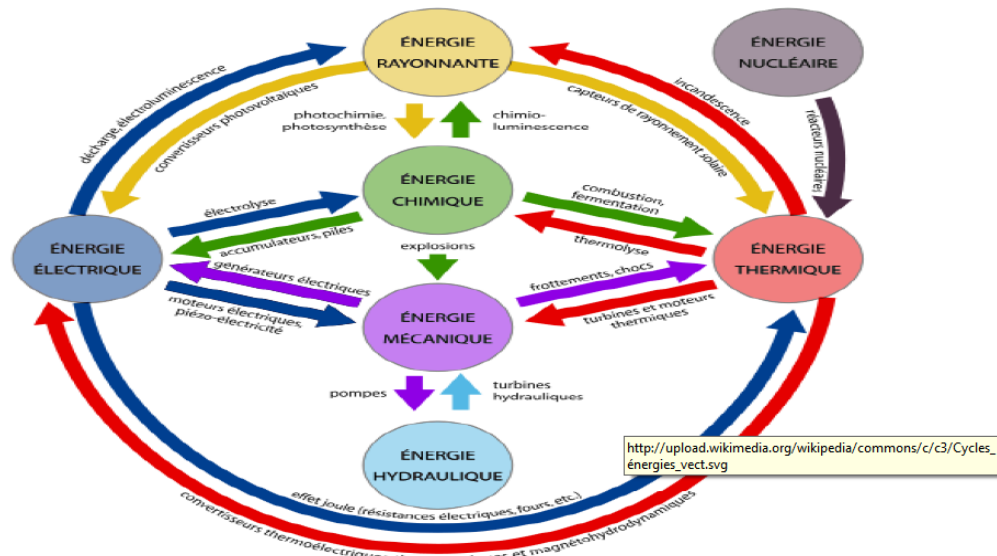 ÉNERGIE
RAYONNANTE
ÉNERGIE
NUCLÉAIRE
décharge, électroluminescence
convertisseurs photovoltaïques
photochimie,
photosynthèse
chimio-
luminescence
capteurs de rayonnement solaire
incandescence
réacteurs nucléaires
ÉNERGIE
CHIMIQUE
électrolyse
accumulateurs, piles
combustion,
fermentation
thermolyse
ÉNERGIE
ÉLECTRIQUE
explosions
ÉNERGIE
THERMIQUE
générateurs électriques
moteurs électriques,
piézo-électricité
ÉNERGIE
MÉCANIQUE
frottements, chocs
turbines et moteurs
thermiques
pompes
turbines
hydrauliques
ÉNERGIE
HYDRAULIQUE
http://upload.wikimedia.org/wikipedia/commons/c/c3/Cycles_
énergies_vect.svg
effet joule (résistances électriques, fours, etc.)
convertisseurs thermoélectriques et magnétohydrodynamiques